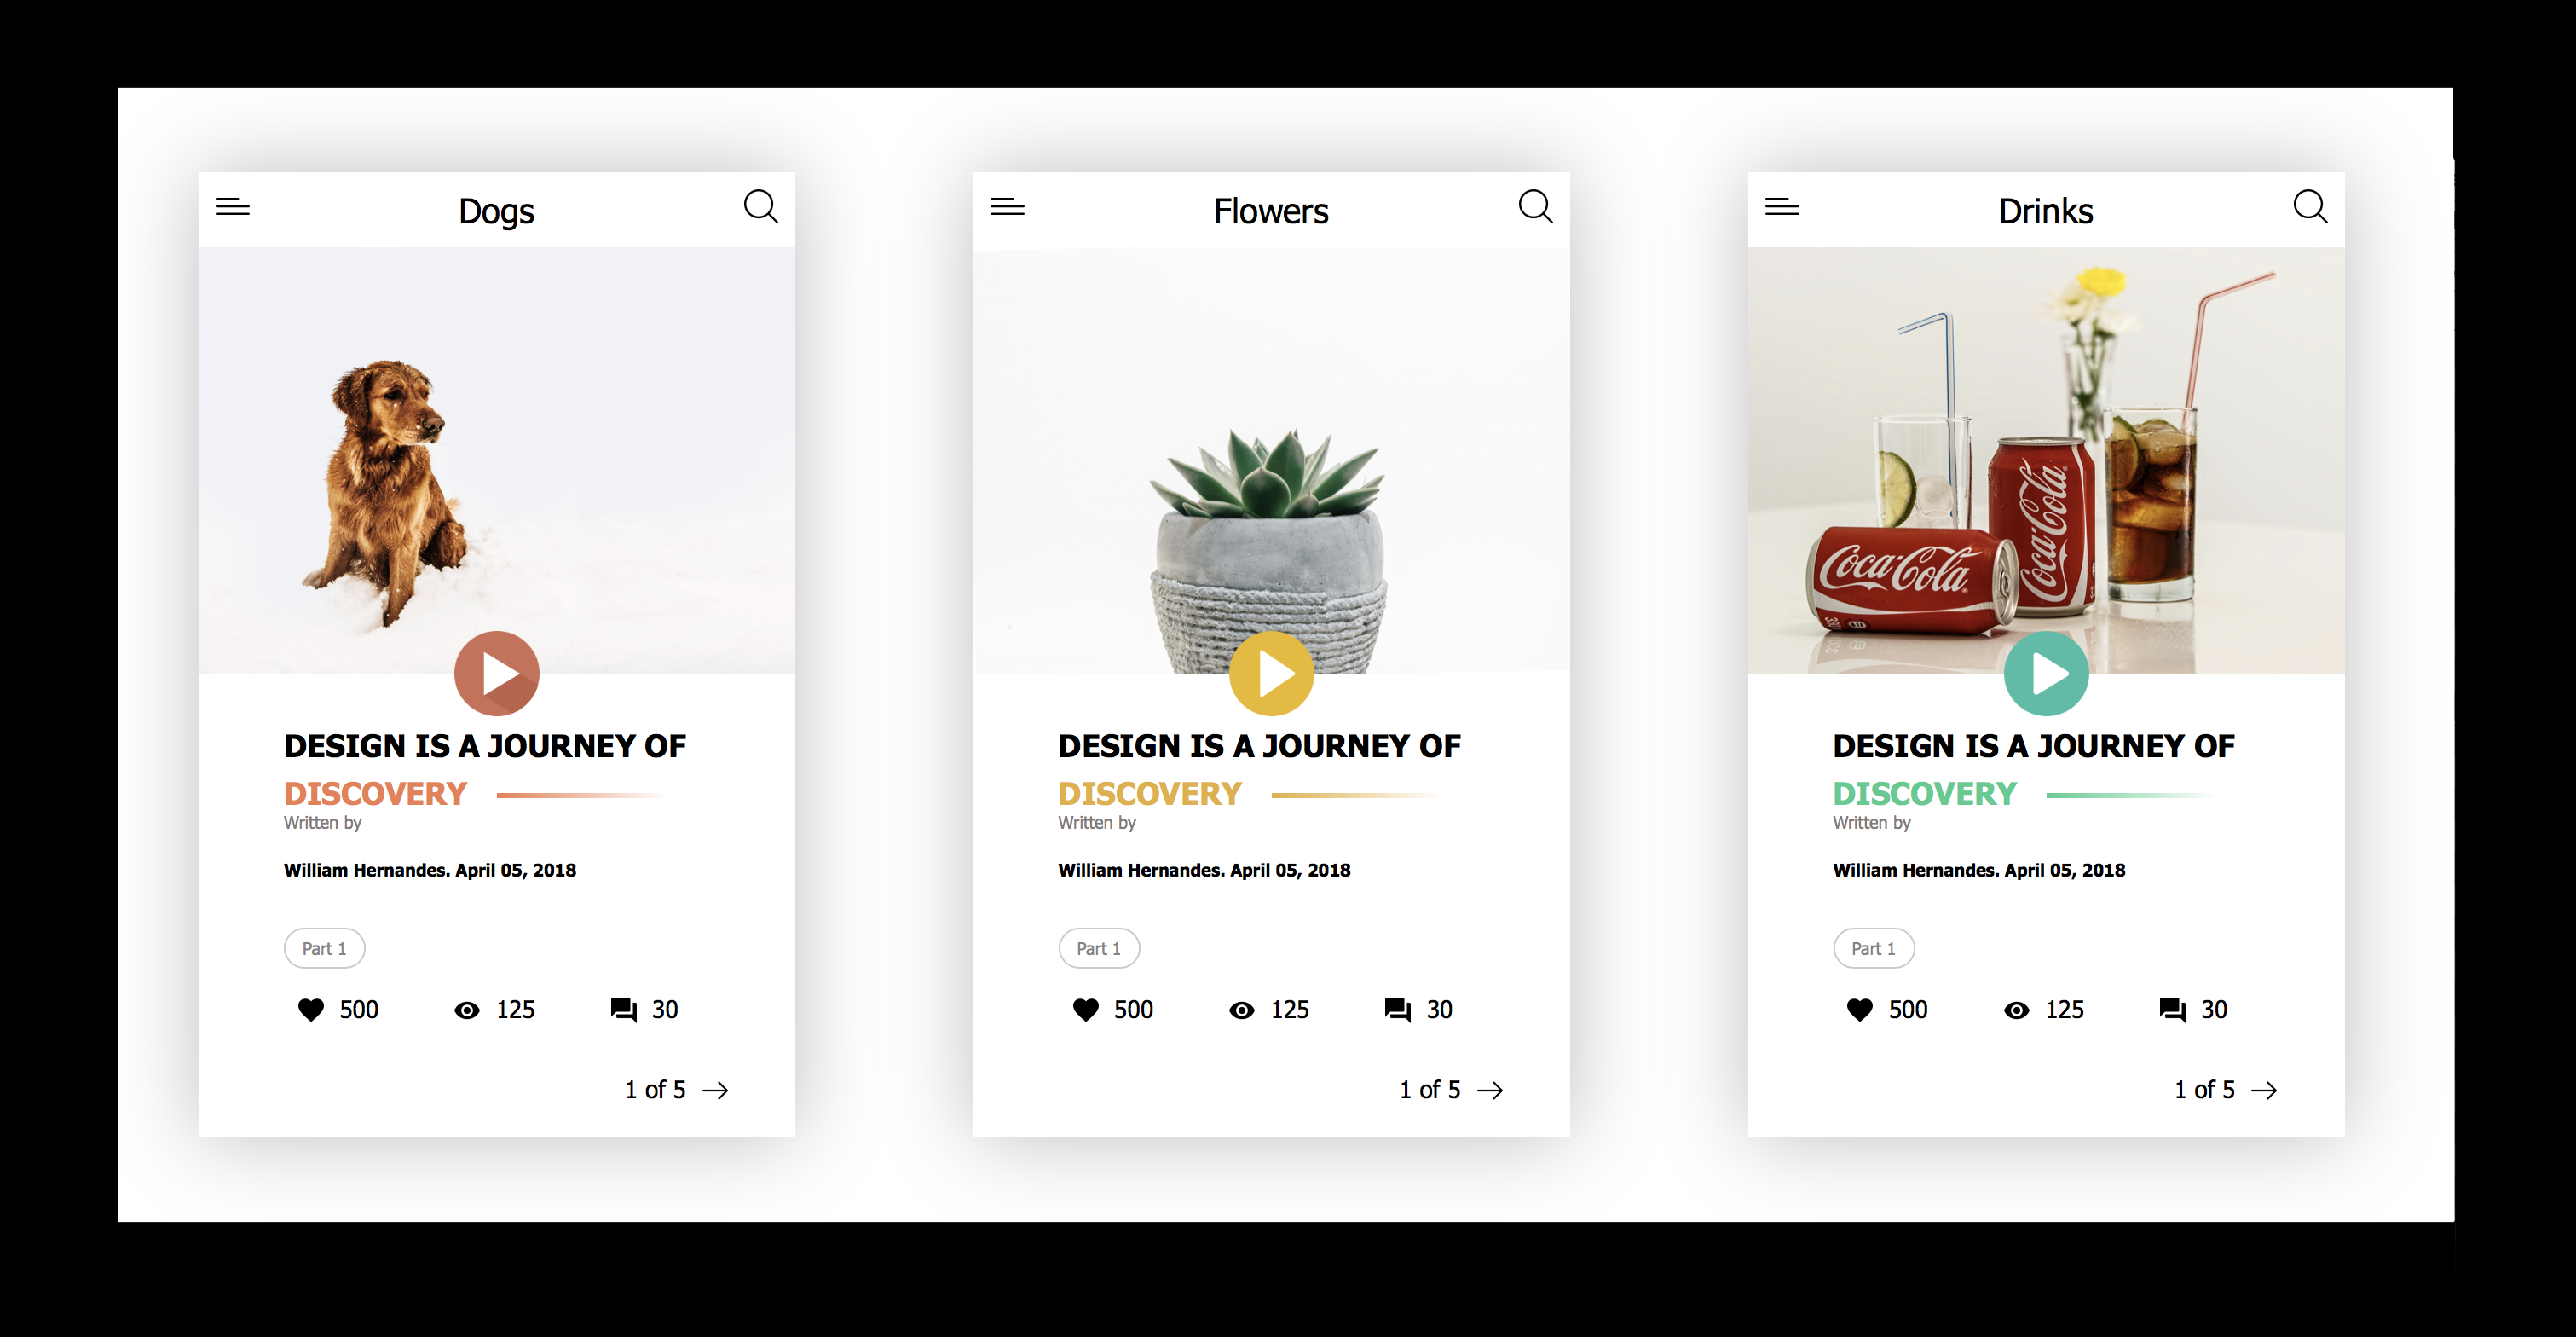 Dogs
DESIGN IS A JOURNEY OF
DISCOVERY
Written by
William Hernandes. April 05, 2018
Part 1
500 125 30
1 of 5
Flowers
DESIGN IS A JOURNEY OF
DISCOVERY
Written by
William Hernandes. April 05, 2018
Part 1
500 125 30
1 of 5
Drinks
Coca-Cola
Coca-Cola
DESIGN IS A JOURNEY OF
DISCOVERY
Written by
William Hernandes. April 05, 2018
Part 1
500 125 30
1 of 5